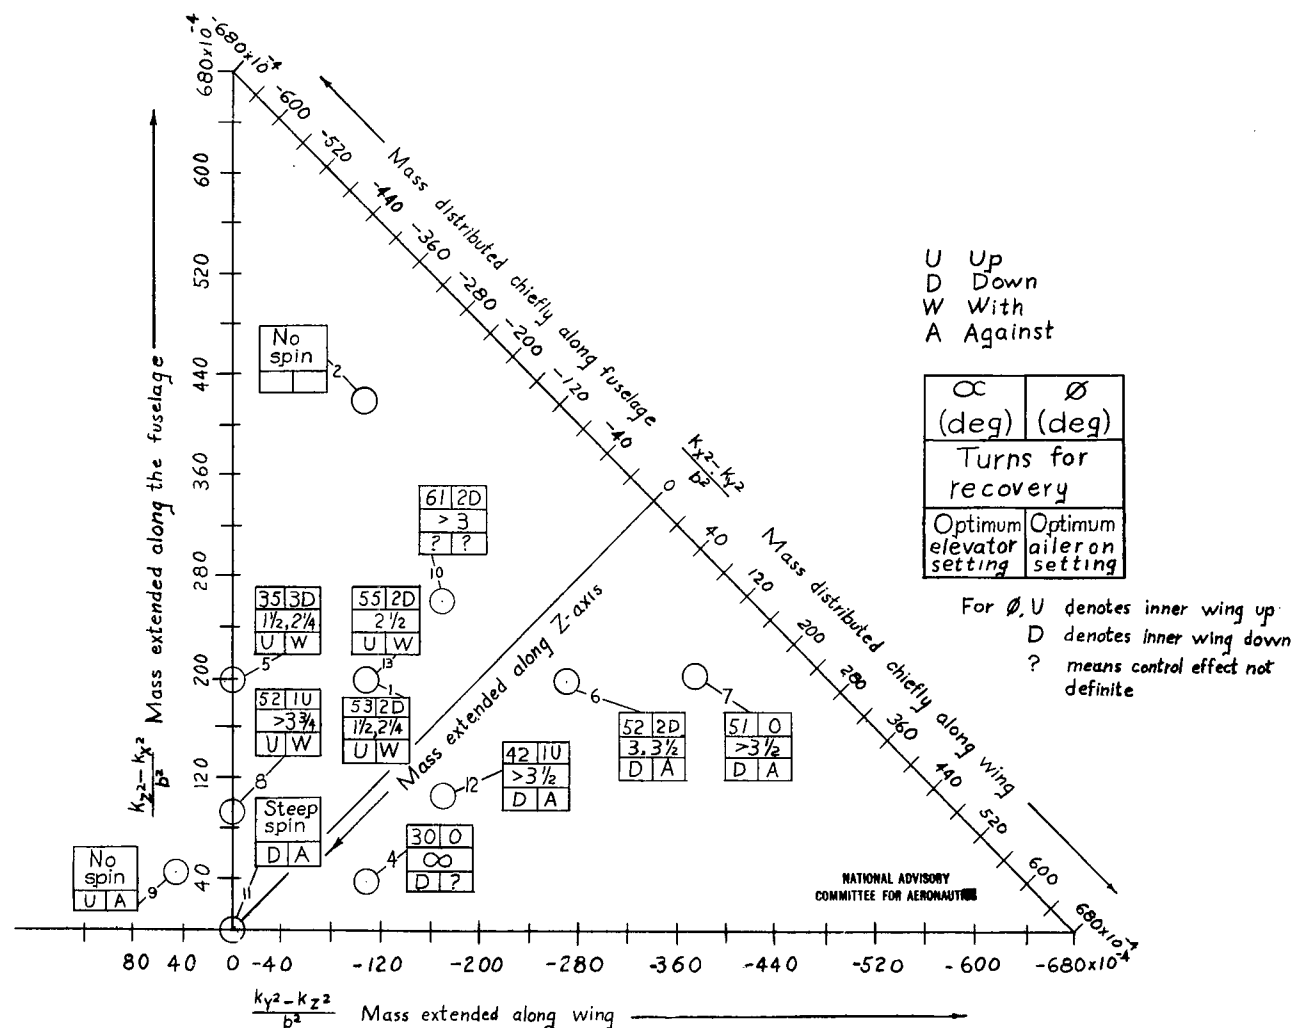 -680x10⁻⁴
680x10⁻⁴
-600
-520
-440
-360
-280
-200
-120
-40
0
40
120
200
280
360
440
520
600
680x10⁻⁴
Mass distributed chiefly along fuselage
kx²-ky²
b²
Mass distributed chiefly along wing
Mass extended along Z-axis
600
520
440
360
280
200
120
40
Mass extended along the fuselage
kz²-kx²
b²
U Up
D Down
W With
A Against
∝ (deg)
Ø (deg)
Turns for recovery
Optimum elevator setting
Optimum aileron setting
For Ø, U denotes inner wing up
D denotes inner wing down
? means control effect not
definite
No
spin
2
61 2D
> 3
? ?
10
35 3D
1½, 2¼
U W
5
55 2D
2½
U W
13
1
53 2D
1½, 2¼
U W
52 1U
>3¾
U W
8
52 2D
3. 3½
D A
6
51 0
>3½
D A
7
42 1U
>3½
D A
12
Steep
spin
D A
11
30 0
∞
D ?
4
No
spin
U A
9
NATIONAL ADVISORY
COMMITTEE FOR AERONAUTICS
80 40 0 -40 -120 -200 -280 -360 -440 -520 -600 -680x10⁻⁴
ky²-kz²
b²
Mass extended along wing